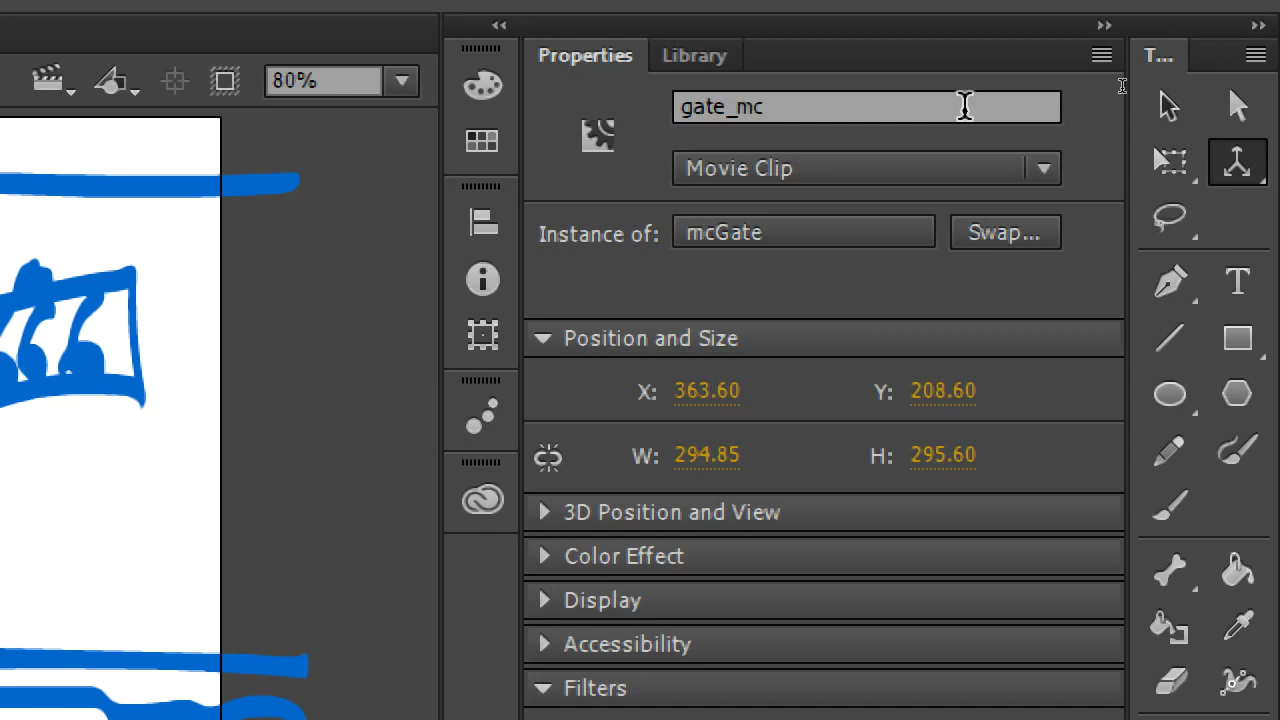 Properties
Library
T...
80%
gate_mc
Movie Clip
Instance of:
mcGate
Swap...
Position and Size
X: 363.60
Y: 208.60
W: 294.85
H: 295.60
3D Position and View
Color Effect
Display
Accessibility
Filters